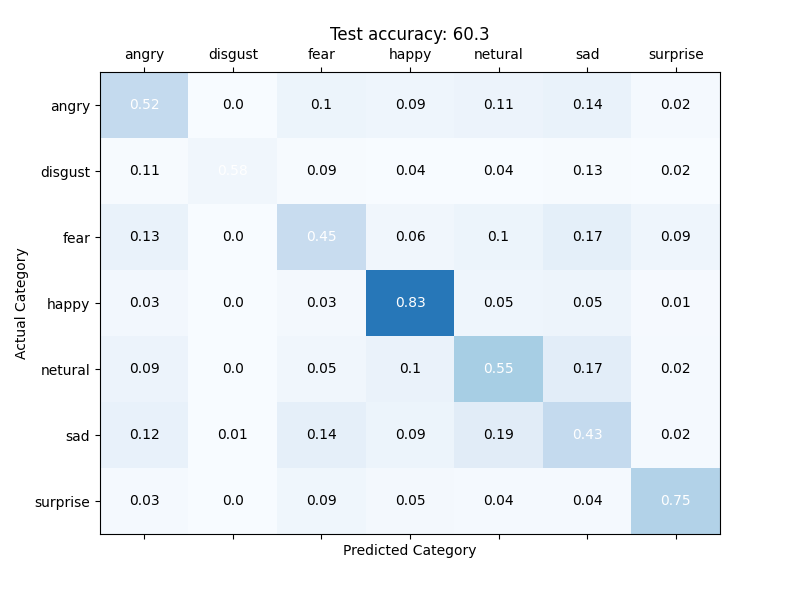 Test accuracy: 60.3
angry disgust fear happy netural sad surprise
angry 0.52 0.0 0.1 0.09 0.11 0.14 0.02
disgust 0.11 0.58 0.09 0.04 0.04 0.13 0.02
fear 0.13 0.0 0.45 0.06 0.1 0.17 0.09
happy 0.03 0.0 0.03 0.83 0.05 0.05 0.01
netural 0.09 0.0 0.05 0.1 0.55 0.17 0.02
sad 0.12 0.01 0.14 0.09 0.19 0.43 0.02
surprise 0.03 0.0 0.09 0.05 0.04 0.04 0.75
Actual Category
Predicted Category